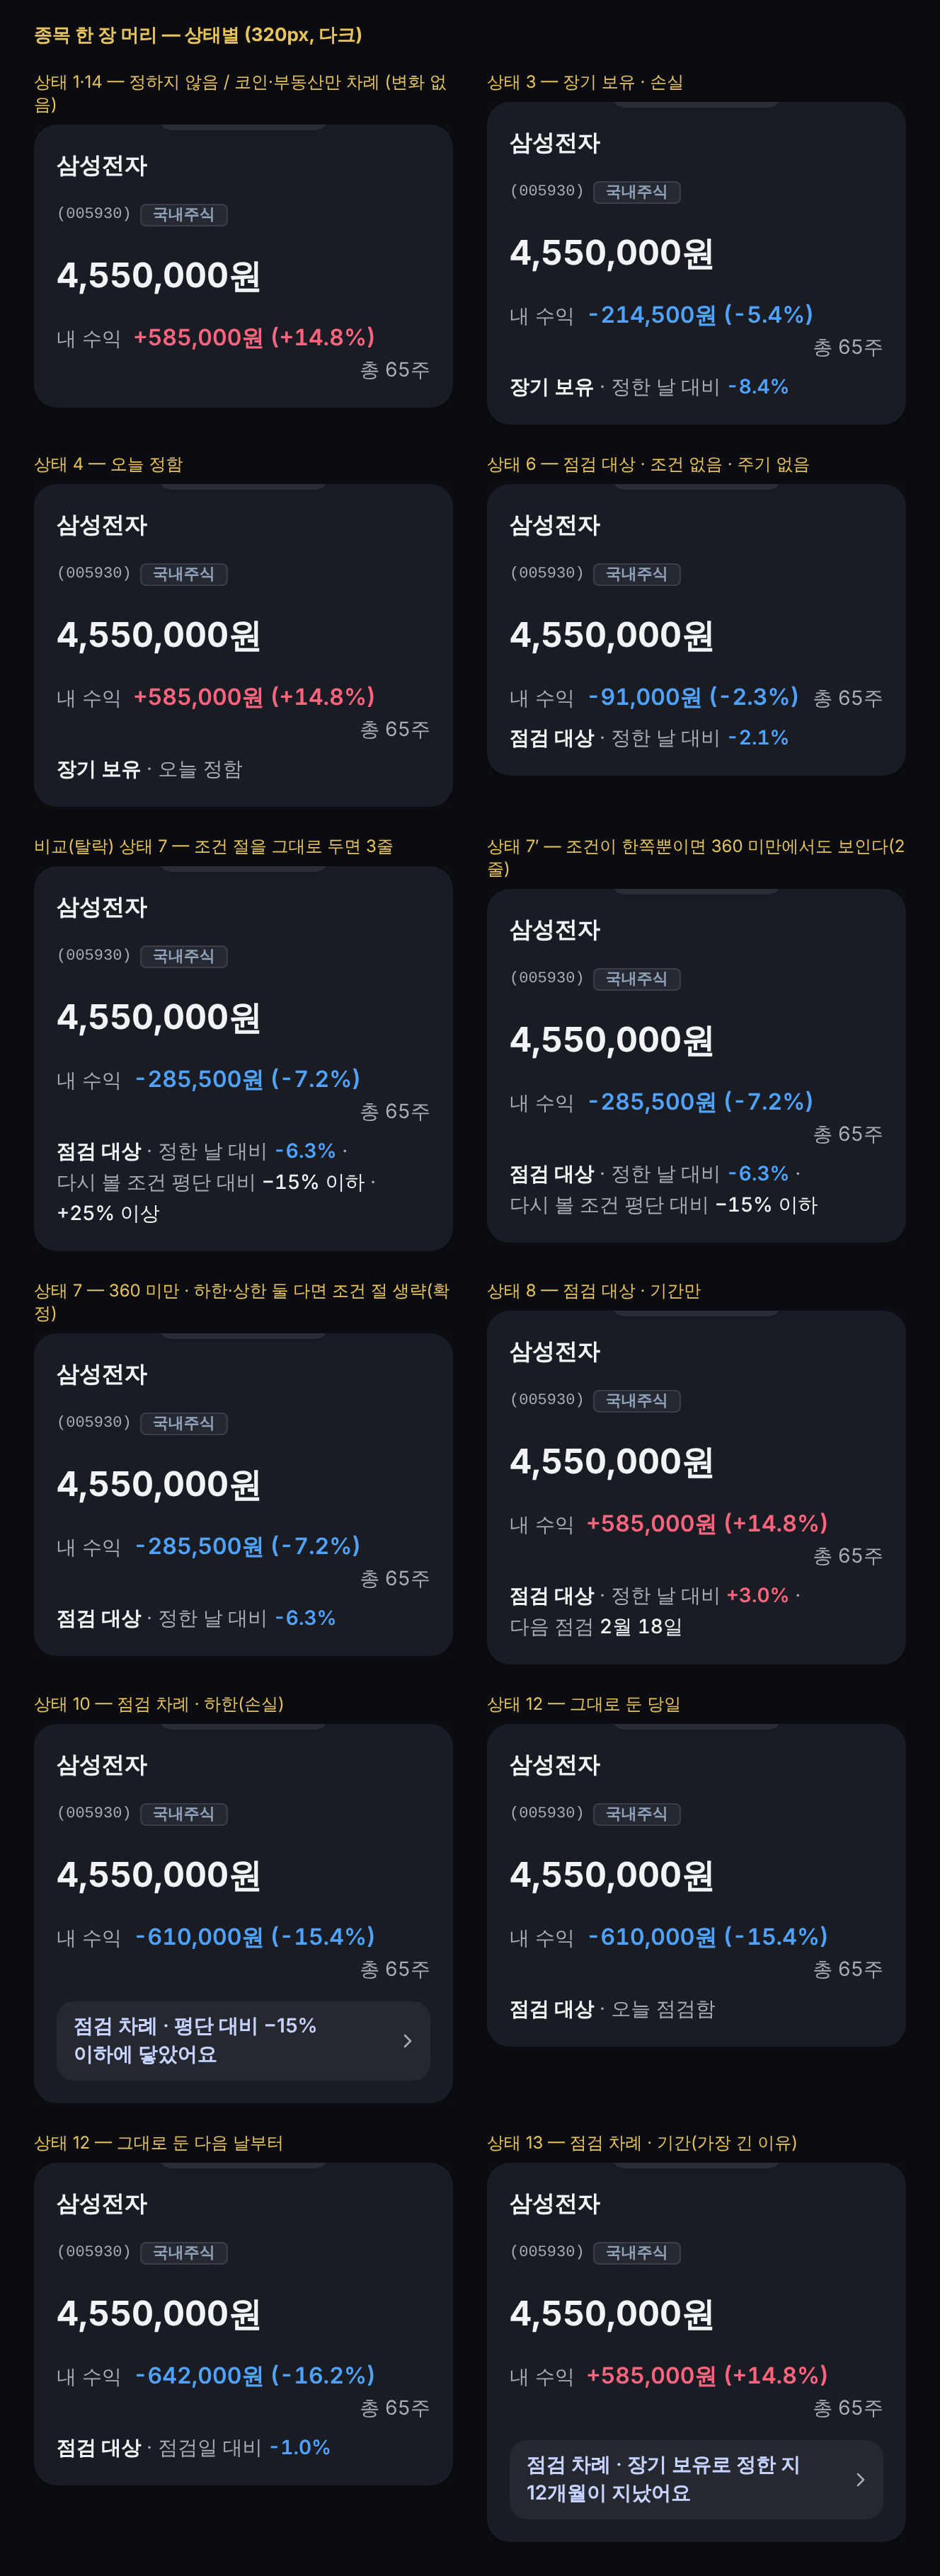 종목 한 장 머리 — 상태별 (320px, 다크)
상태 1·14 — 정하지 않음 / 코인·부동산만 차례 (변화 없
음)
삼성전자
(005930) 국내주식
4,550,000원
내 수익 +585,000원 (+14.8%)
총 65주
상태 3 — 장기 보유 · 손실
삼성전자
(005930) 국내주식
4,550,000원
내 수익 -214,500원 (-5.4%)
총 65주
장기 보유 · 정한 날 대비 -8.4%
상태 4 — 오늘 정함
삼성전자
(005930) 국내주식
4,550,000원
내 수익 +585,000원 (+14.8%)
총 65주
장기 보유 · 오늘 정함
상태 6 — 점검 대상 · 조건 없음 · 주기 없음
삼성전자
(005930) 국내주식
4,550,000원
내 수익 -91,000원 (-2.3%) 총 65주
점검 대상 · 정한 날 대비 -2.1%
비교(탈락) 상태 7 — 조건 절을 그대로 두면 3줄
삼성전자
(005930) 국내주식
4,550,000원
내 수익 -285,500원 (-7.2%)
총 65주
점검 대상 · 정한 날 대비 -6.3% ·
다시 볼 조건 평단 대비 −15% 이하 ·
+25% 이상
상태 7′ — 조건이 한쪽뿐이면 360 미만에서도 보인다(2
줄)
삼성전자
(005930) 국내주식
4,550,000원
내 수익 -285,500원 (-7.2%)
총 65주
점검 대상 · 정한 날 대비 -6.3% ·
다시 볼 조건 평단 대비 −15% 이하
상태 7 — 360 미만 · 하한·상한 둘 다면 조건 절 생략(확
정)
삼성전자
(005930) 국내주식
4,550,000원
내 수익 -285,500원 (-7.2%)
총 65주
점검 대상 · 정한 날 대비 -6.3%
상태 8 — 점검 대상 · 기간만
삼성전자
(005930) 국내주식
4,550,000원
내 수익 +585,000원 (+14.8%)
총 65주
점검 대상 · 정한 날 대비 +3.0% ·
다음 점검 2월 18일
상태 10 — 점검 차례 · 하한(손실)
삼성전자
(005930) 국내주식
4,550,000원
내 수익 -610,000원 (-15.4%)
총 65주
점검 차례 · 평단 대비 −15%
이하에 닿았어요
상태 12 — 그대로 둔 당일
삼성전자
(005930) 국내주식
4,550,000원
내 수익 -610,000원 (-15.4%)
총 65주
점검 대상 · 오늘 점검함
상태 12 — 그대로 둔 다음 날부터
삼성전자
(005930) 국내주식
4,550,000원
내 수익 -642,000원 (-16.2%)
총 65주
점검 대상 · 점검일 대비 -1.0%
상태 13 — 점검 차례 · 기간(가장 긴 이유)
삼성전자
(005930) 국내주식
4,550,000원
내 수익 +585,000원 (+14.8%)
총 65주
점검 차례 · 장기 보유로 정한 지
12개월이 지났어요